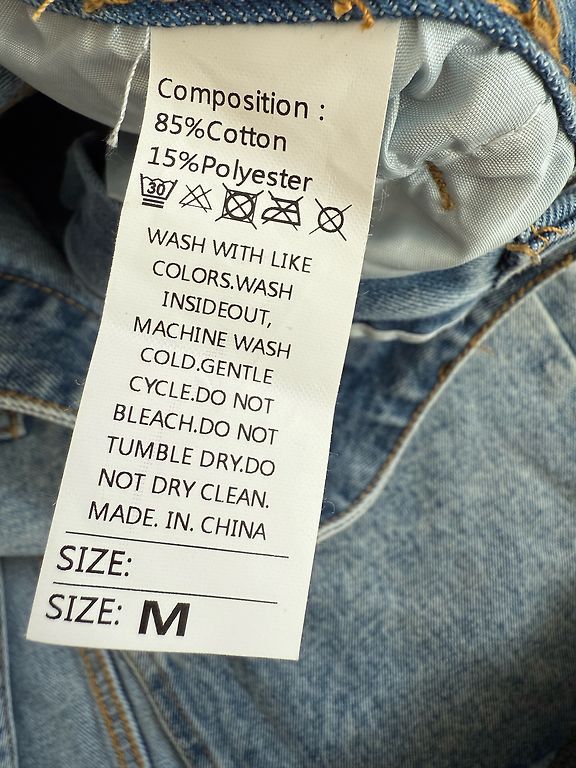 Composition :
85%Cotton
15%Polyester
30
WASH WITH LIKE
COLORS.WASH
INSIDEOUT,
MACHINE WASH
COLD.GENTLE
CYCLE.DO NOT
BLEACH.DO NOT
TUMBLE DRY.DO
NOT DRY CLEAN.
MADE. IN. CHINA
SIZE:
SIZE: M